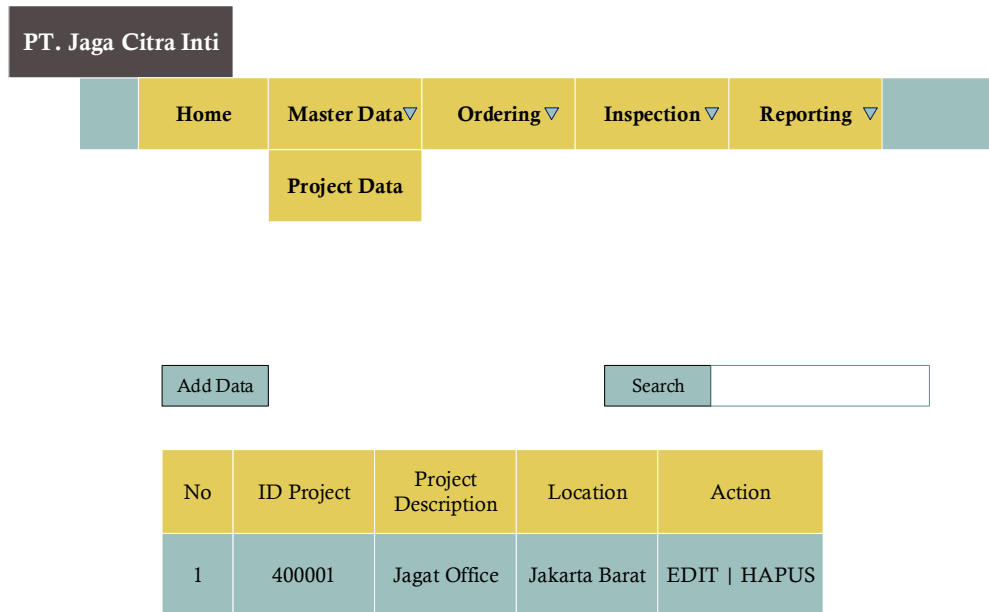 PT. Jaga Citra Inti
Home Master Data Ordering Inspection Reporting
Project Data
Add Data Search
No ID Project Project Description Location Action
1 400001 Jagat Office Jakarta Barat EDIT | HAPUS